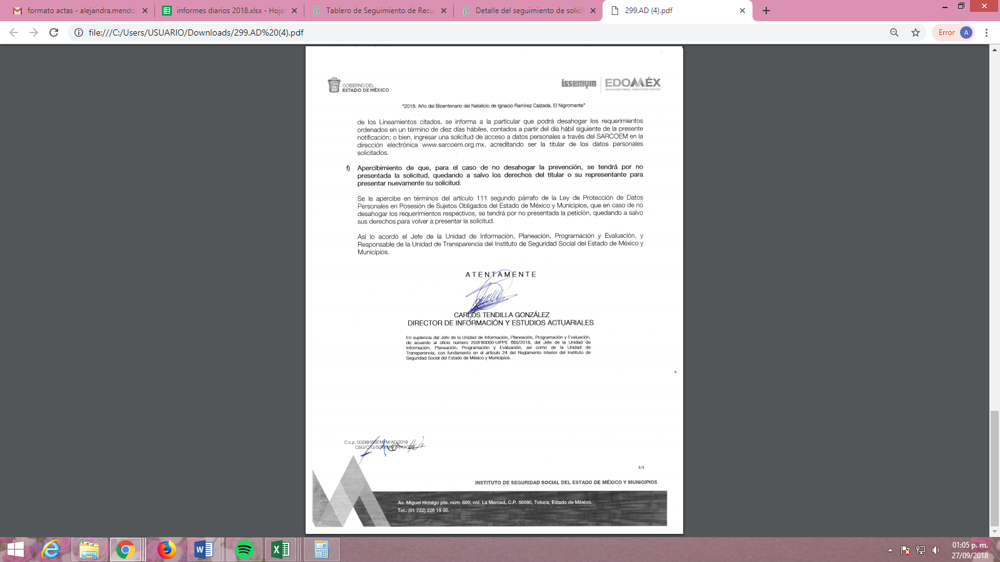 formato actas - alejandra.mendo
informes diarios 2018.xlsx - Hoja
Tablero de Seguimiento de Recu
Detalle del seguimiento de solicit
299.AD (4).pdf
file:///C:/Users/USUARIO/Downloads/299.AD%20(4).pdf
Error
A
GOBIERNO DEL
ESTADO DE MÉXICO
issemym
EDOMÉX
DECISIONES FIRMES, RESULTADOS FUERTES.
"2018. Año del Bicentenario del Natalicio de Ignacio Ramírez Calzada, El Nigromante"
de los Lineamientos citados, se informa a la particular que podrá desahogar los requerimientos
ordenados en un término de diez días hábiles, contados a partir del día hábil siguiente de la presente
notificación; o bien, ingresar una solicitud de acceso a datos personales a través del SARCOEM en la
dirección electrónica www.sarcoem.org.mx, acreditando ser la titular de los datos personales
solicitados.
f) Apercibimiento de que, para el caso de no desahogar la prevención, se tendrá por no
presentada la solicitud, quedando a salvo los derechos del titular o su representante para
presentar nuevamente su solicitud.
Se le apercibe en términos del artículo 111 segundo párrafo de la Ley de Protección de Datos
Personales en Posesión de Sujetos Obligados del Estado de México y Municipios, que en caso de no
desahogar los requerimientos respectivos, se tendrá por no presentada la petición, quedando a salvo
sus derechos para volver a presentar la solicitud.
Así lo acordó el Jefe de la Unidad de Información, Planeación, Programación y Evaluación, y
Responsable de la Unidad de Transparencia del Instituto de Seguridad Social del Estado de México y
Municipios.
ATENTAMENTE
CARLOS TENDILLA GONZÁLEZ
DIRECTOR DE INFORMACIÓN Y ESTUDIOS ACTUARIALES
En suplencia del Jefe de la Unidad de Información, Planeación, Programación y Evaluación,
de acuerdo al oficio número 203F80000-UIPPE 665/2018, del Jefe de la Unidad de
Información, Planeación, Programación y Evaluación, así como de la Unidad de
Transparencia, con fundamento en el artículo 24 del Reglamento Interior del Instituto de
Seguridad Social del Estado de México y Municipios.
C.c.p. 00299/ISSEMYM/AD/2018
4/4
INSTITUTO DE SEGURIDAD SOCIAL DEL ESTADO DE MÉXICO Y MUNICIPIOS
Av. Miguel Hidalgo pte. núm. 600, col. La Merced, C.P. 50080, Toluca, Estado de México.
Tel.: (01 722) 226 19 00.
01:05 p. m.
27/09/2018